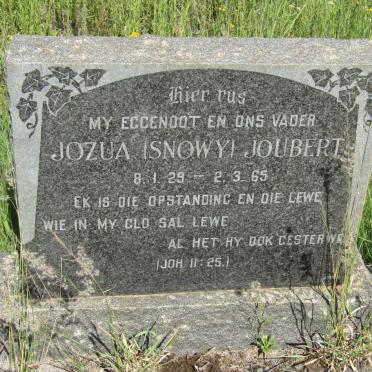 Hier rus
MY EGGENOOT EN ONS VADER
JOZUA (SNOWY) JOUBERT
8.1.29 – 2.3.65
EK IS DIE OPSTANDING EN DIE LEWE
WIE IN MY GLO SAL LEWE
AL HET HY OOK GESTERWE
(JOH 11:25.)